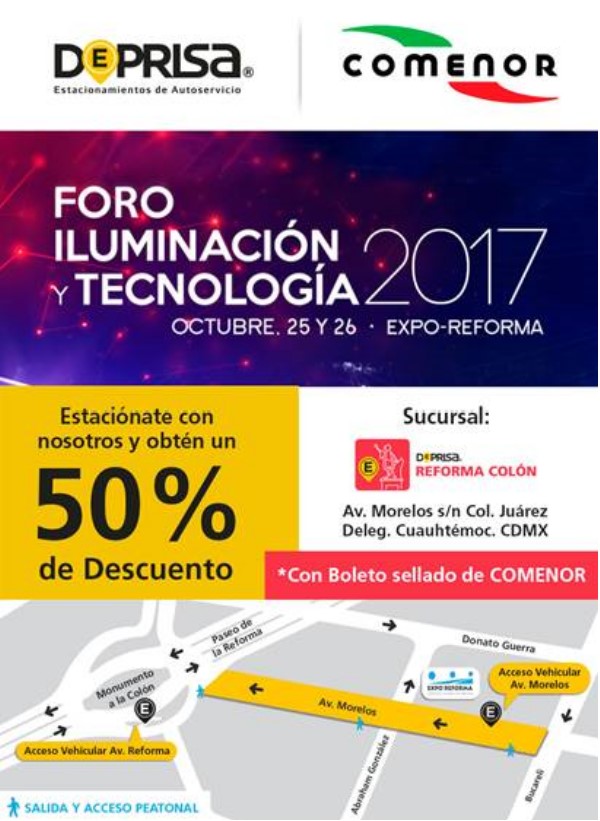 DEPRISA®
Estacionamientos de Autoservicio
COMENOR
FORO
ILUMINACIÓN
Y TECNOLOGÍA
2017
OCTUBRE, 25 Y 26 · EXPO-REFORMA
Estaciónate con
nosotros y obtén un
50%
de Descuento
Sucursal:
E
DEPRISA.
REFORMA COLÓN
Av. Morelos s/n Col. Juárez
Deleg. Cuauhtémoc. CDMX
*Con Boleto sellado de COMENOR
Paseo de
la Reforma
Donato Guerra
Monumento
a la Colón
E
Acceso Vehicular Av. Reforma
Av. Morelos
EXPO REFORMA
Acceso Vehicular
Av. Morelos
E
Abraham González
Bucareli
SALIDA Y ACCESO PEATONAL